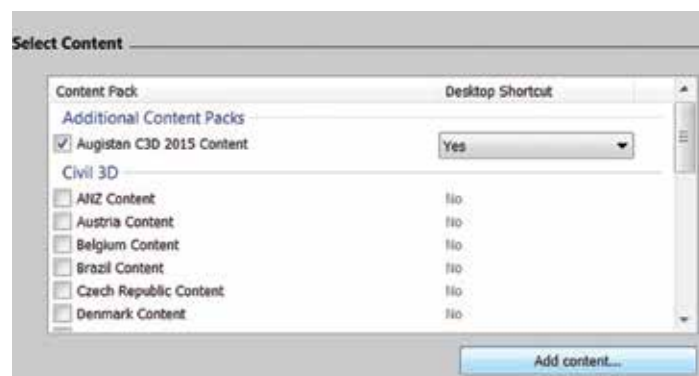 Select Content
Content Pack Desktop Shortcut
Additional Content Packs
Augistan C3D 2015 Content Yes
Civil 3D
ANZ Content No
Austria Content No
Belgium Content No
Brazil Content No
Czech Republic Content No
Denmark Content No
Add content...